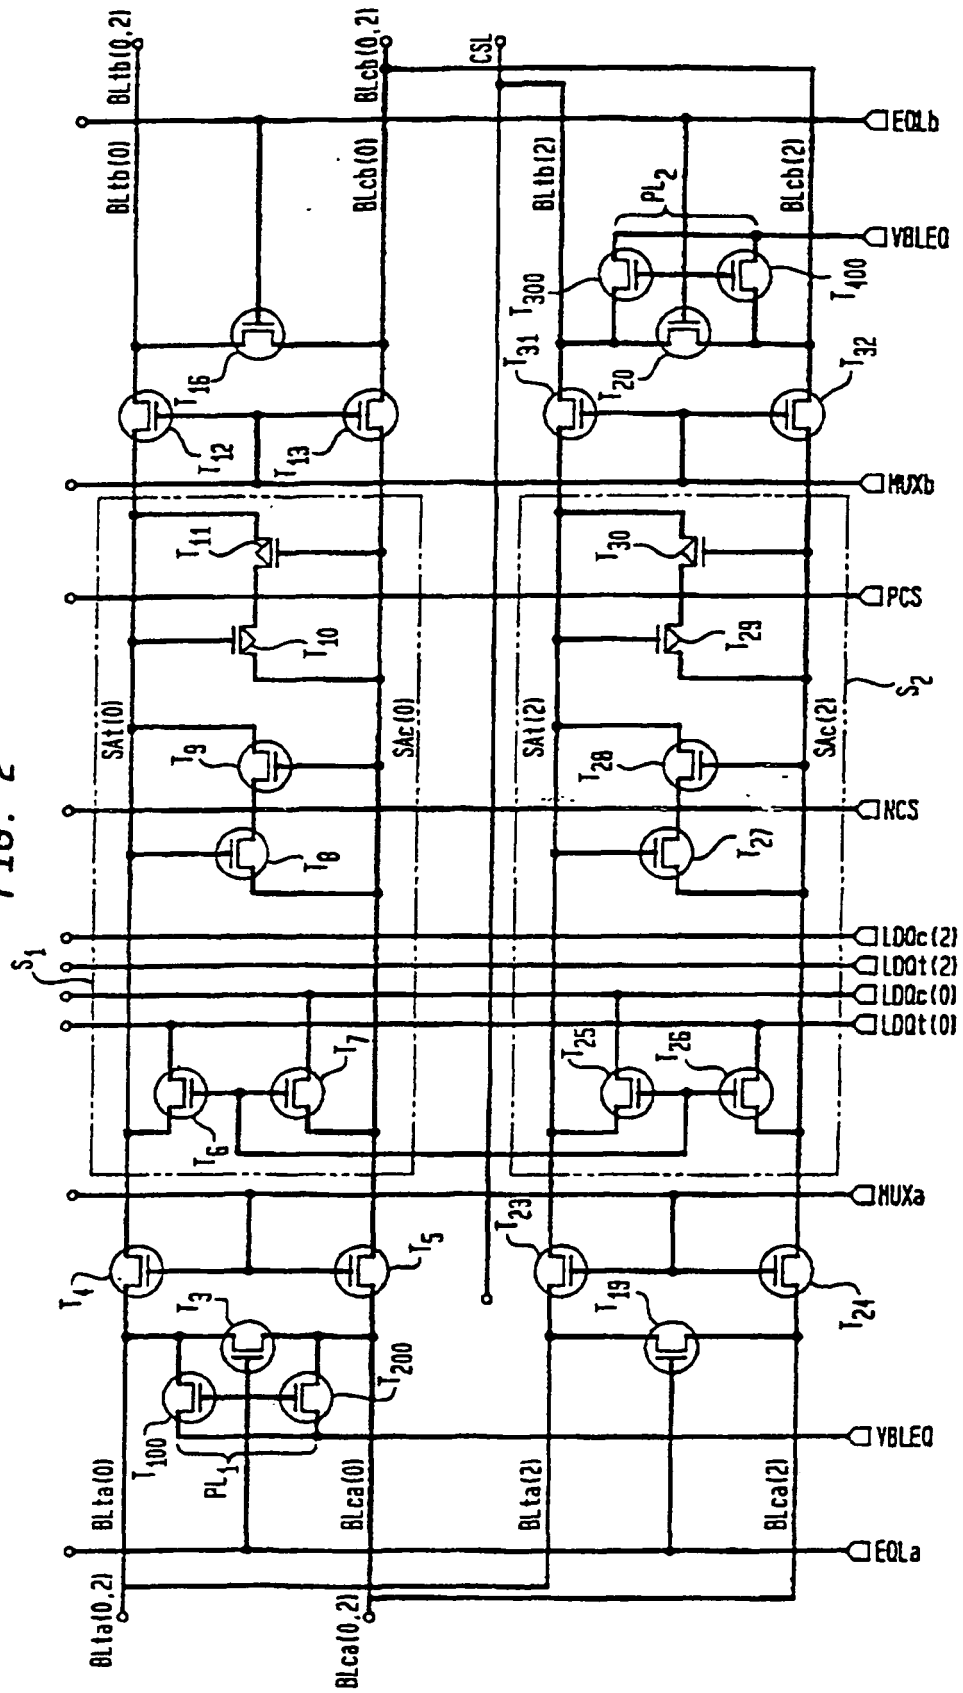 FIG. 2
BLtb(0,2)
BLcb(0,2)
CSL
BLtb(0)
BLcb(0)
BLtb(2)
BLcb(2)
EQLb
PL2
VBLEQ
T16
T300
T20
T400
T12
T13
T31
T32
MUXb
T11
T30
PCS
T10
T29
S2
SAt(0)
SAc(0)
SAt(2)
SAc(2)
T9
T28
NCS
T8
T27
S1
LDQc(2)
LDQt(2)
LDQc(0)
LDQt(0)
T6
T7
T25
T26
MUXa
T4
T5
T23
T24
T3
T19
T100
T200
PL1
VBLEQ
BLta(0)
BLca(0)
BLta(2)
BLca(2)
EQLa
BLta(0,2)
BLca(0,2)